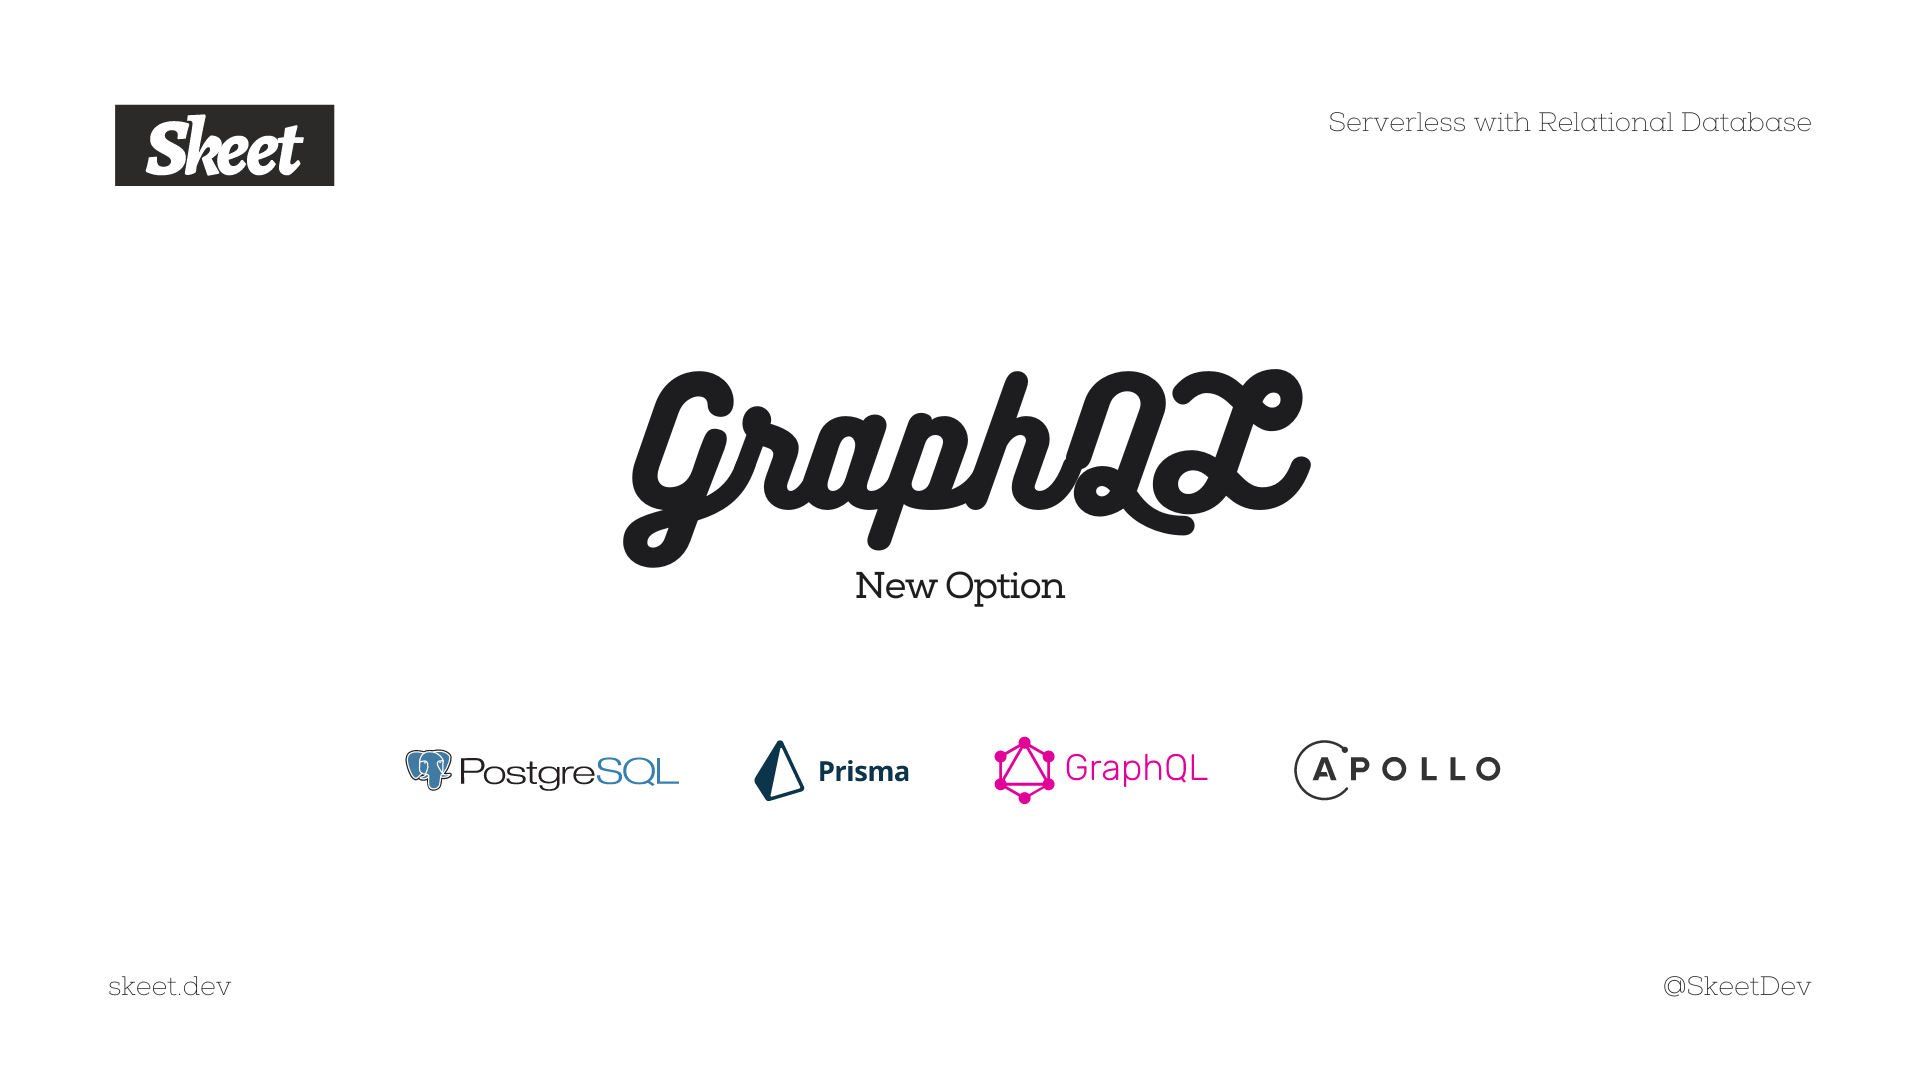 Skeet
Serverless with Relational Database
GraphQL
New Option
PostgreSQL
Prisma
GraphQL
APOLLO
skeet.dev
@SkeetDev